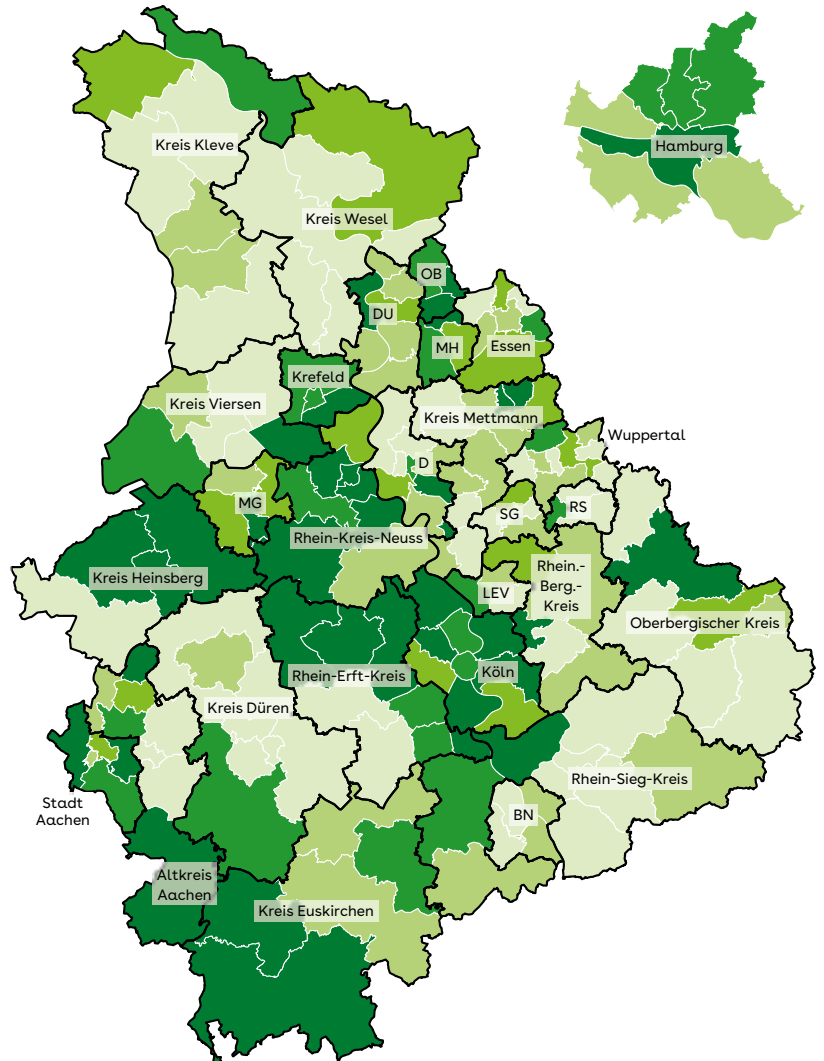 Kreis Kleve
Hamburg
Kreis Wesel
OB
DU
MH
Essen
Krefeld
Kreis Viersen
Kreis Mettmann
Wuppertal
D
MG
SG
RS
Rhein-Kreis-Neuss
Kreis Heinsberg
LEV
Rhein.-
Berg.-
Kreis
Oberbergischer Kreis
Rhein-Erft-Kreis
Köln
Kreis Düren
Rhein-Sieg-Kreis
Stadt
Aachen
BN
Altkreis
Aachen
Kreis Euskirchen